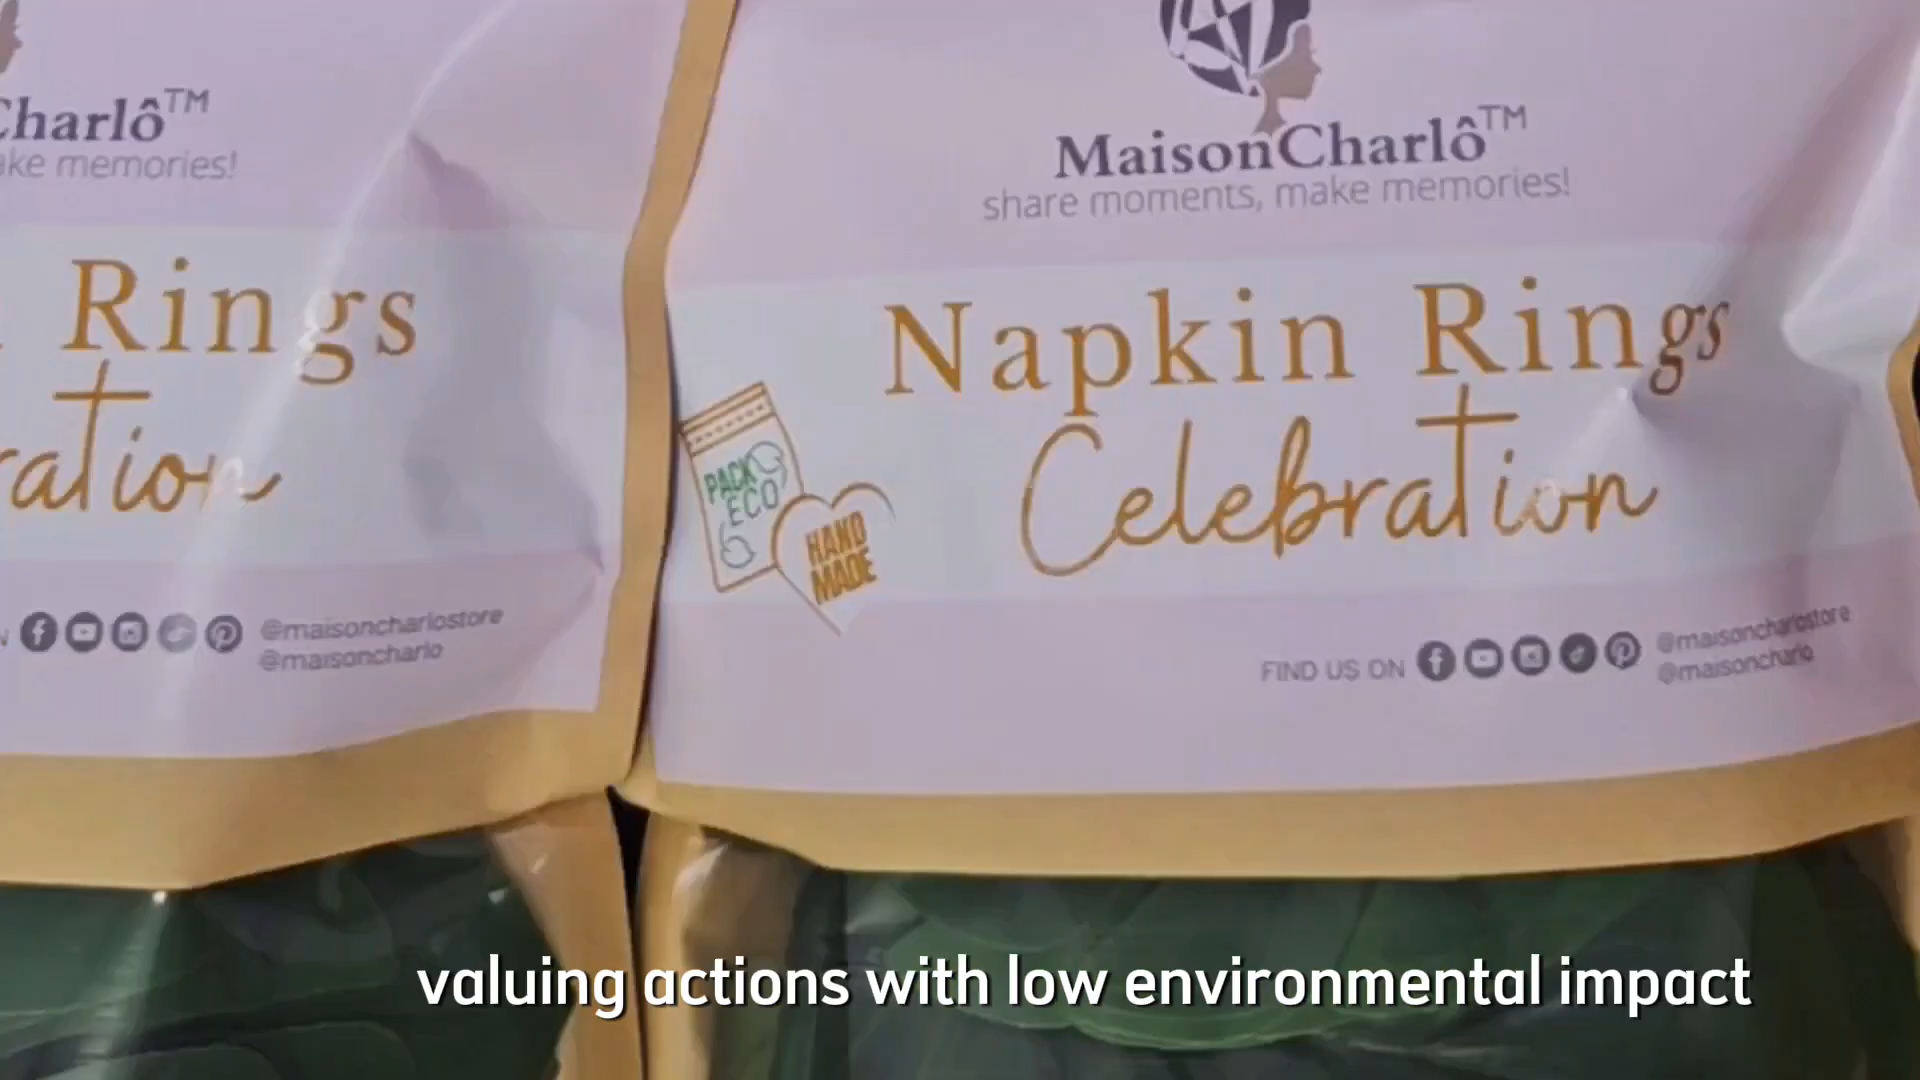 Charlô™
ake memories!
Rings
ration
@maisoncharlostore
@maisoncharlo
MaisonCharlô™
share moments, make memories!
Napkin Rings
Celebration
PACK
ECO
HAND
MADE
FIND US ON
@maisoncharlostore
@maisoncharlo
valuing actions with low environmental impact